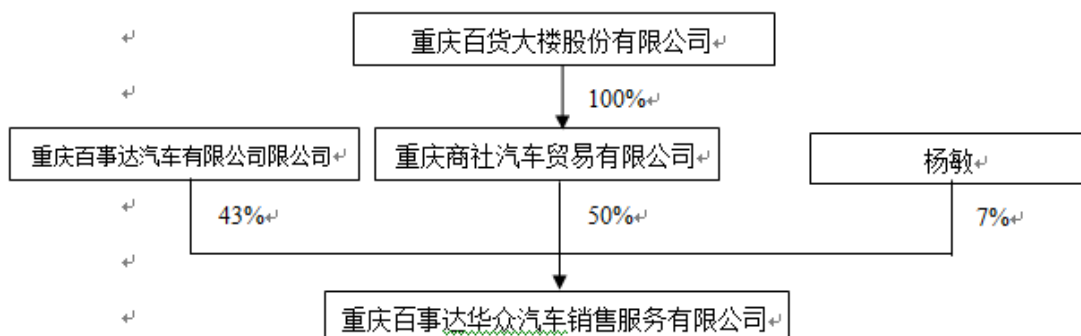 重庆百货大楼股份有限公司
100%
重庆百事达汽车有限公司限公司
重庆商社汽车贸易有限公司
杨敏
43%
50%
7%
重庆百事达华众汽车销售服务有限公司